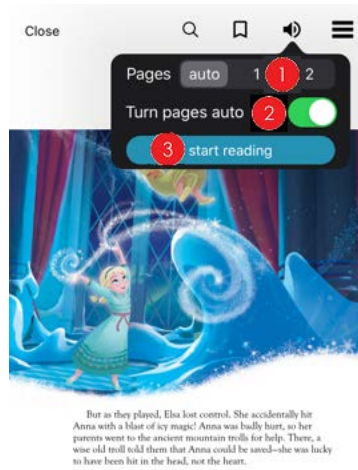 Close
Pages auto 1 1 2
Turn pages auto 2
3 start reading
But as they played, Elsa lost control. She accidentally hit
Anna with a blast of icy magic! Anna was badly hurt, so her
parents went to the ancient mountain trolls for help. There, a
wise old troll told them that Anna could be saved—she was lucky
to have been hit in the head, not the heart.